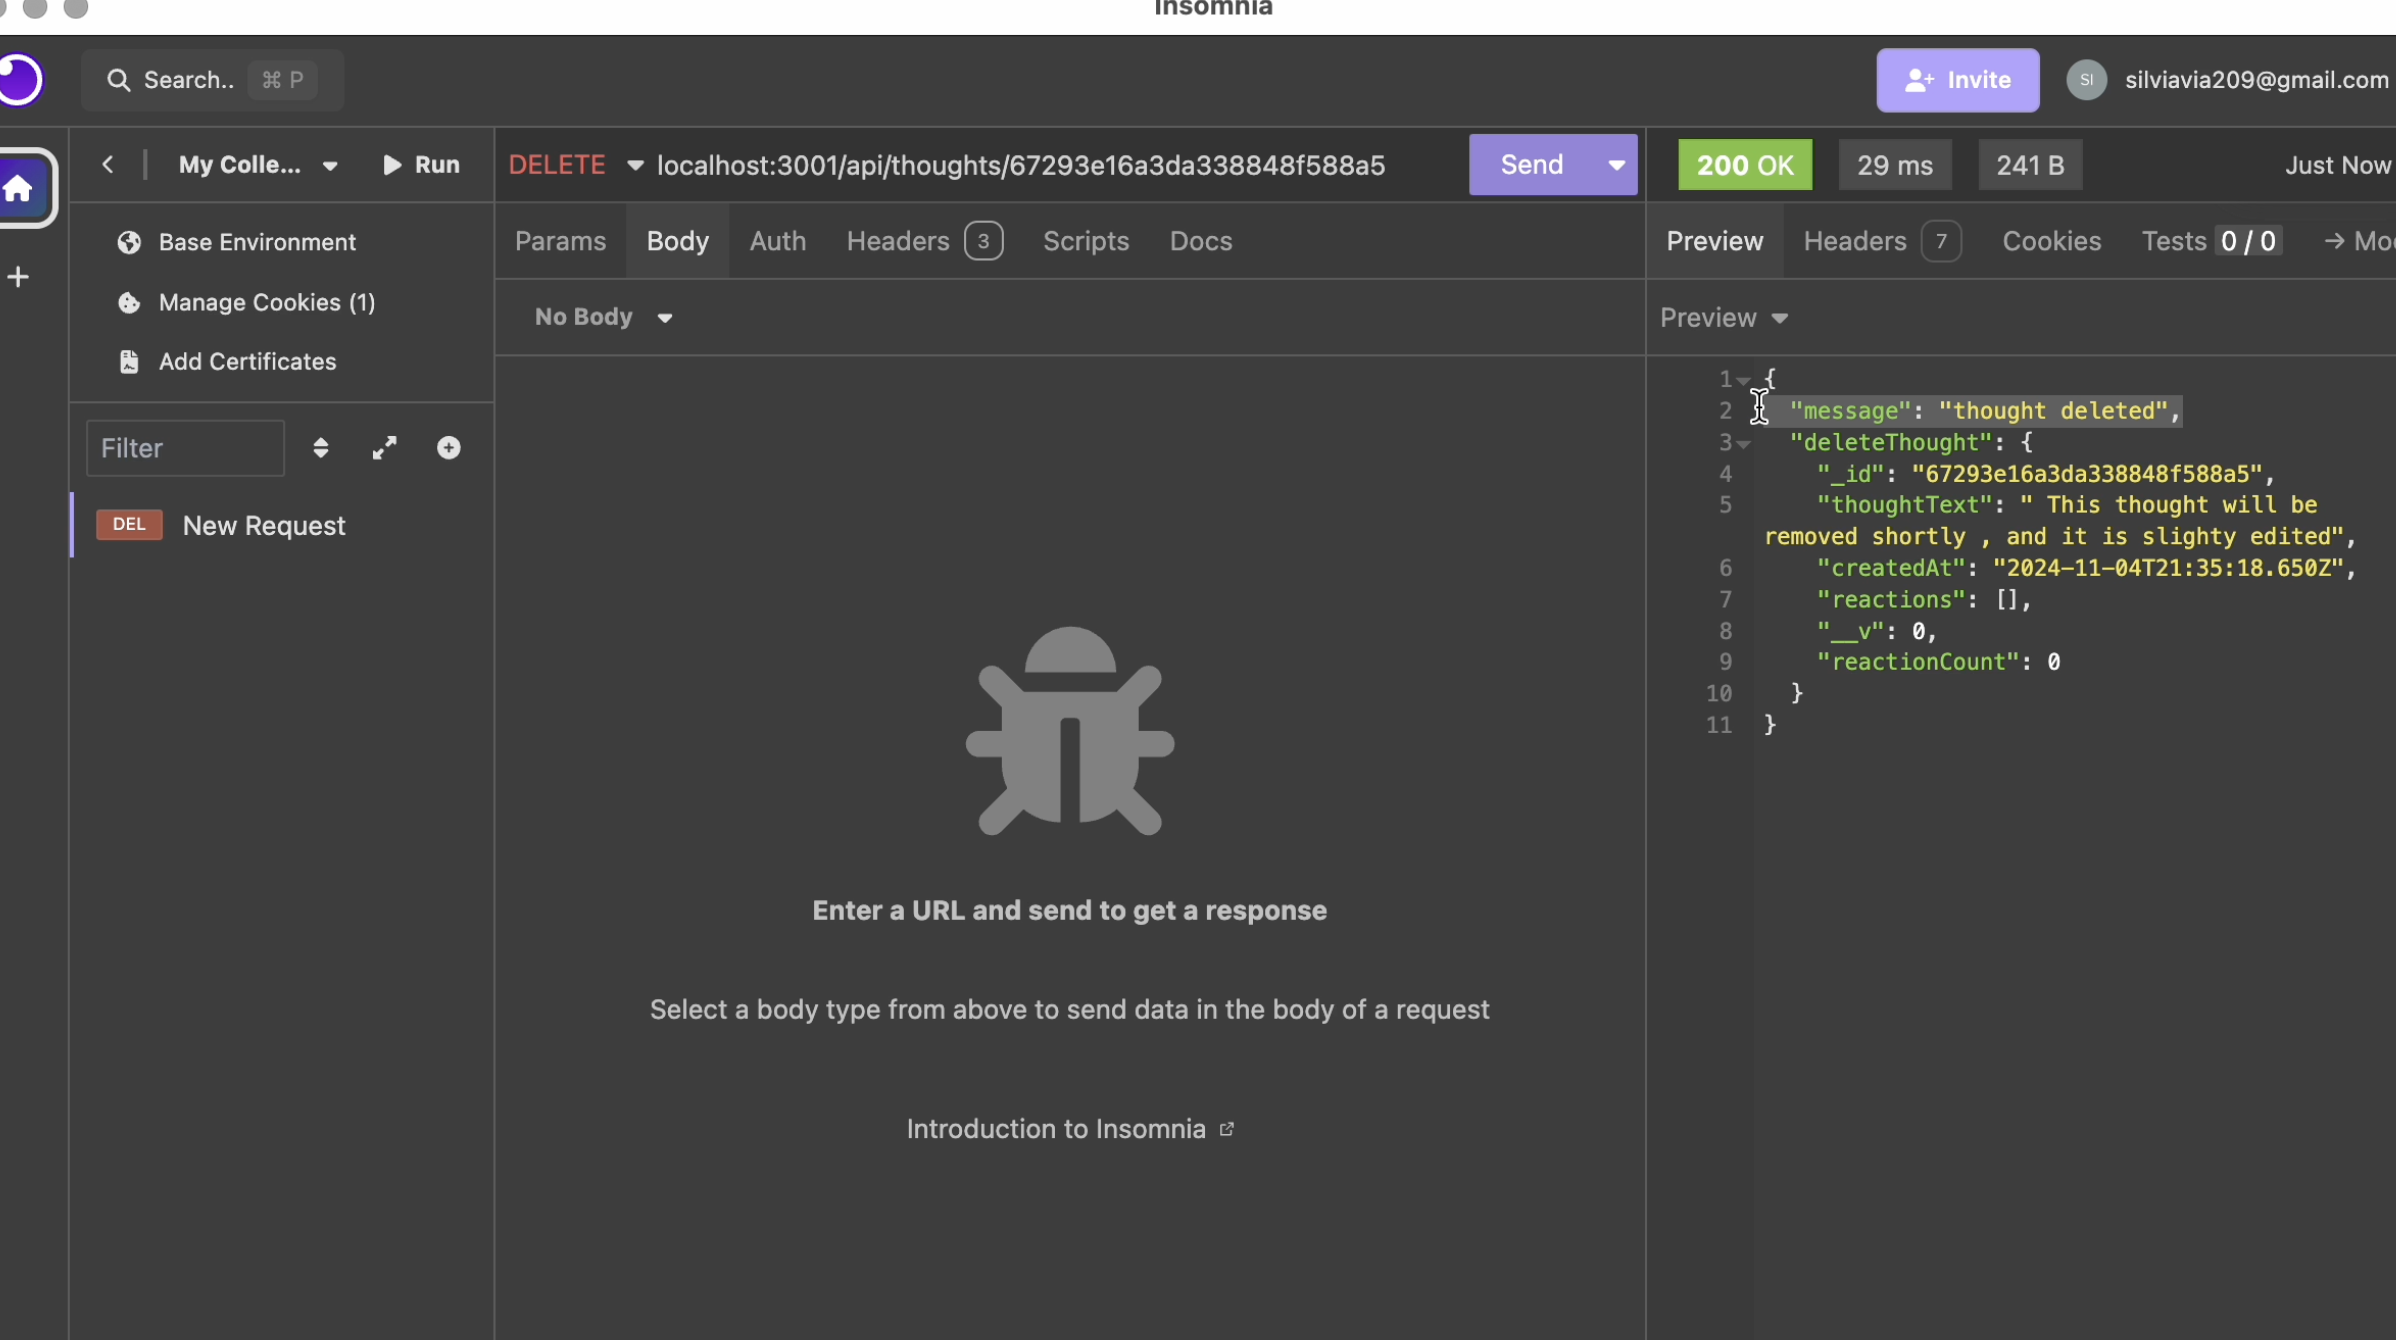 Insomnia
Search.. ⌘ P
Invite
SI
silviavia209@gmail.com
My Colle...
Run
DELETE
localhost:3001/api/thoughts/67293e16a3da338848f588a5
Send
200 OK
29 ms
241 B
Just Now
Base Environment
Manage Cookies (1)
Add Certificates
Filter
DEL New Request
Params Body Auth Headers 3 Scripts Docs
No Body
Enter a URL and send to get a response
Select a body type from above to send data in the body of a request
Introduction to Insomnia
Preview Headers 7 Cookies Tests 0 / 0
Preview
1 {
2 "message": "thought deleted",
3 "deleteThought": {
4 "_id": "67293e16a3da338848f588a5",
5 "thoughtText": " This thought will be
removed shortly , and it is slighty edited",
6 "createdAt": "2024-11-04T21:35:18.650Z",
7 "reactions": [],
8 "__v": 0,
9 "reactionCount": 0
10 }
11 }